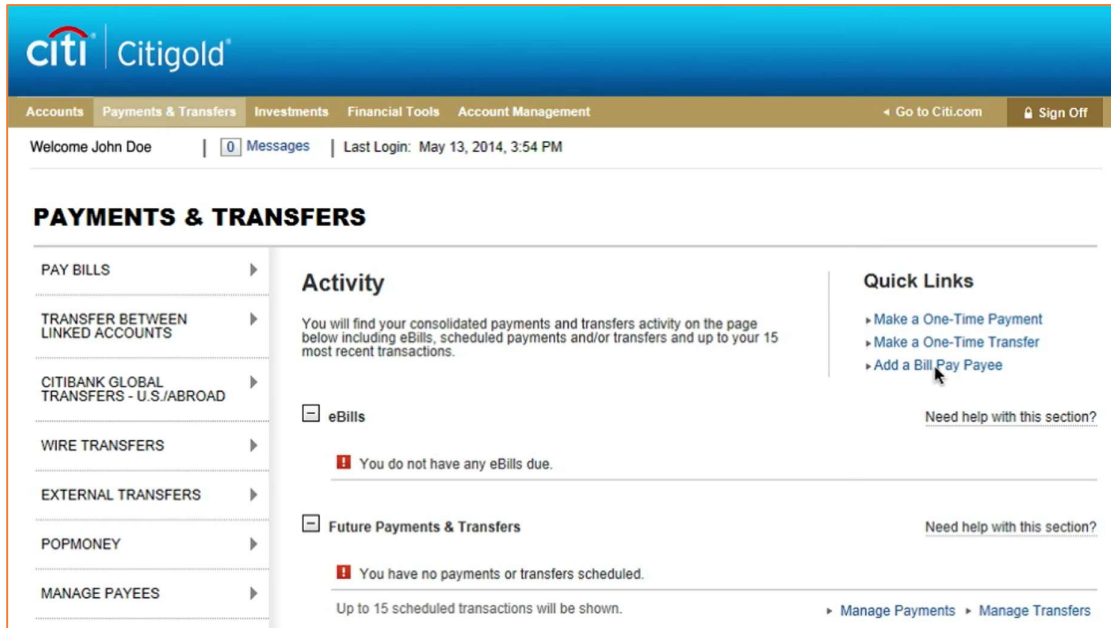 citi® Citigold®
Accounts Payments & Transfers Investments Financial Tools Account Management Go to Citi.com Sign Off
Welcome John Doe | 0 Messages | Last Login: May 13, 2014, 3:54 PM
PAYMENTS & TRANSFERS
PAY BILLS
TRANSFER BETWEEN
LINKED ACCOUNTS
CITIBANK GLOBAL
TRANSFERS - U.S./ABROAD
WIRE TRANSFERS
EXTERNAL TRANSFERS
POPMONEY
MANAGE PAYEES
Activity
You will find your consolidated payments and transfers activity on the page
below including eBills, scheduled payments and/or transfers and up to your 15
most recent transactions.
Quick Links
Make a One-Time Payment
Make a One-Time Transfer
Add a Bill Pay Payee
eBills Need help with this section?
You do not have any eBills due.
Future Payments & Transfers Need help with this section?
You have no payments or transfers scheduled.
Up to 15 scheduled transactions will be shown. Manage Payments Manage Transfers